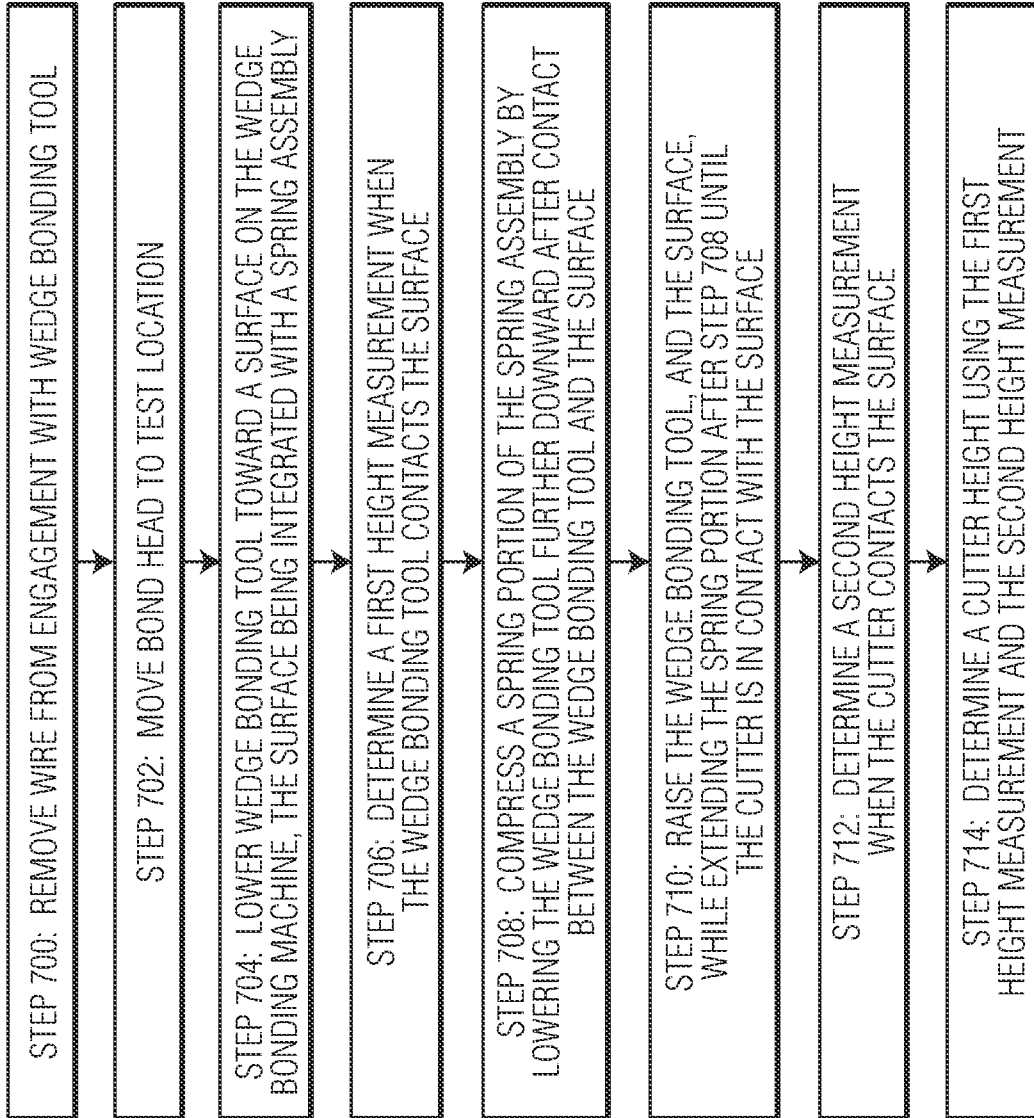 STEP 700: REMOVE WIRE FROM ENGAGEMENT WITH WEDGE BONDING TOOL
STEP 702: MOVE BOND HEAD TO TEST LOCATION
STEP 704: LOWER WEDGE BONDING TOOL TOWARD A SURFACE ON THE WEDGE
BONDING MACHINE, THE SURFACE BEING INTEGRATED WITH A SPRING ASSEMBLY
STEP 706: DETERMINE A FIRST HEIGHT MEASUREMENT WHEN
THE WEDGE BONDING TOOL CONTACTS THE SURFACE
STEP 708: COMPRESS A SPRING PORTION OF THE SPRING ASSEMBLY BY
LOWERING THE WEDGE BONDING TOOL FURTHER DOWNWARD AFTER CONTACT
BETWEEN THE WEDGE BONDING TOOL AND THE SURFACE
STEP 710: RAISE THE WEDGE BONDING TOOL, AND THE SURFACE,
WHILE EXTENDING THE SPRING PORTION AFTER STEP 708 UNTIL
THE CUTTER IS IN CONTACT WITH THE SURFACE
STEP 712: DETERMINE A SECOND HEIGHT MEASUREMENT
WHEN THE CUTTER CONTACTS THE SURFACE
STEP 714: DETERMINE A CUTTER HEIGHT USING THE FIRST
HEIGHT MEASUREMENT AND THE SECOND HEIGHT MEASUREMENT